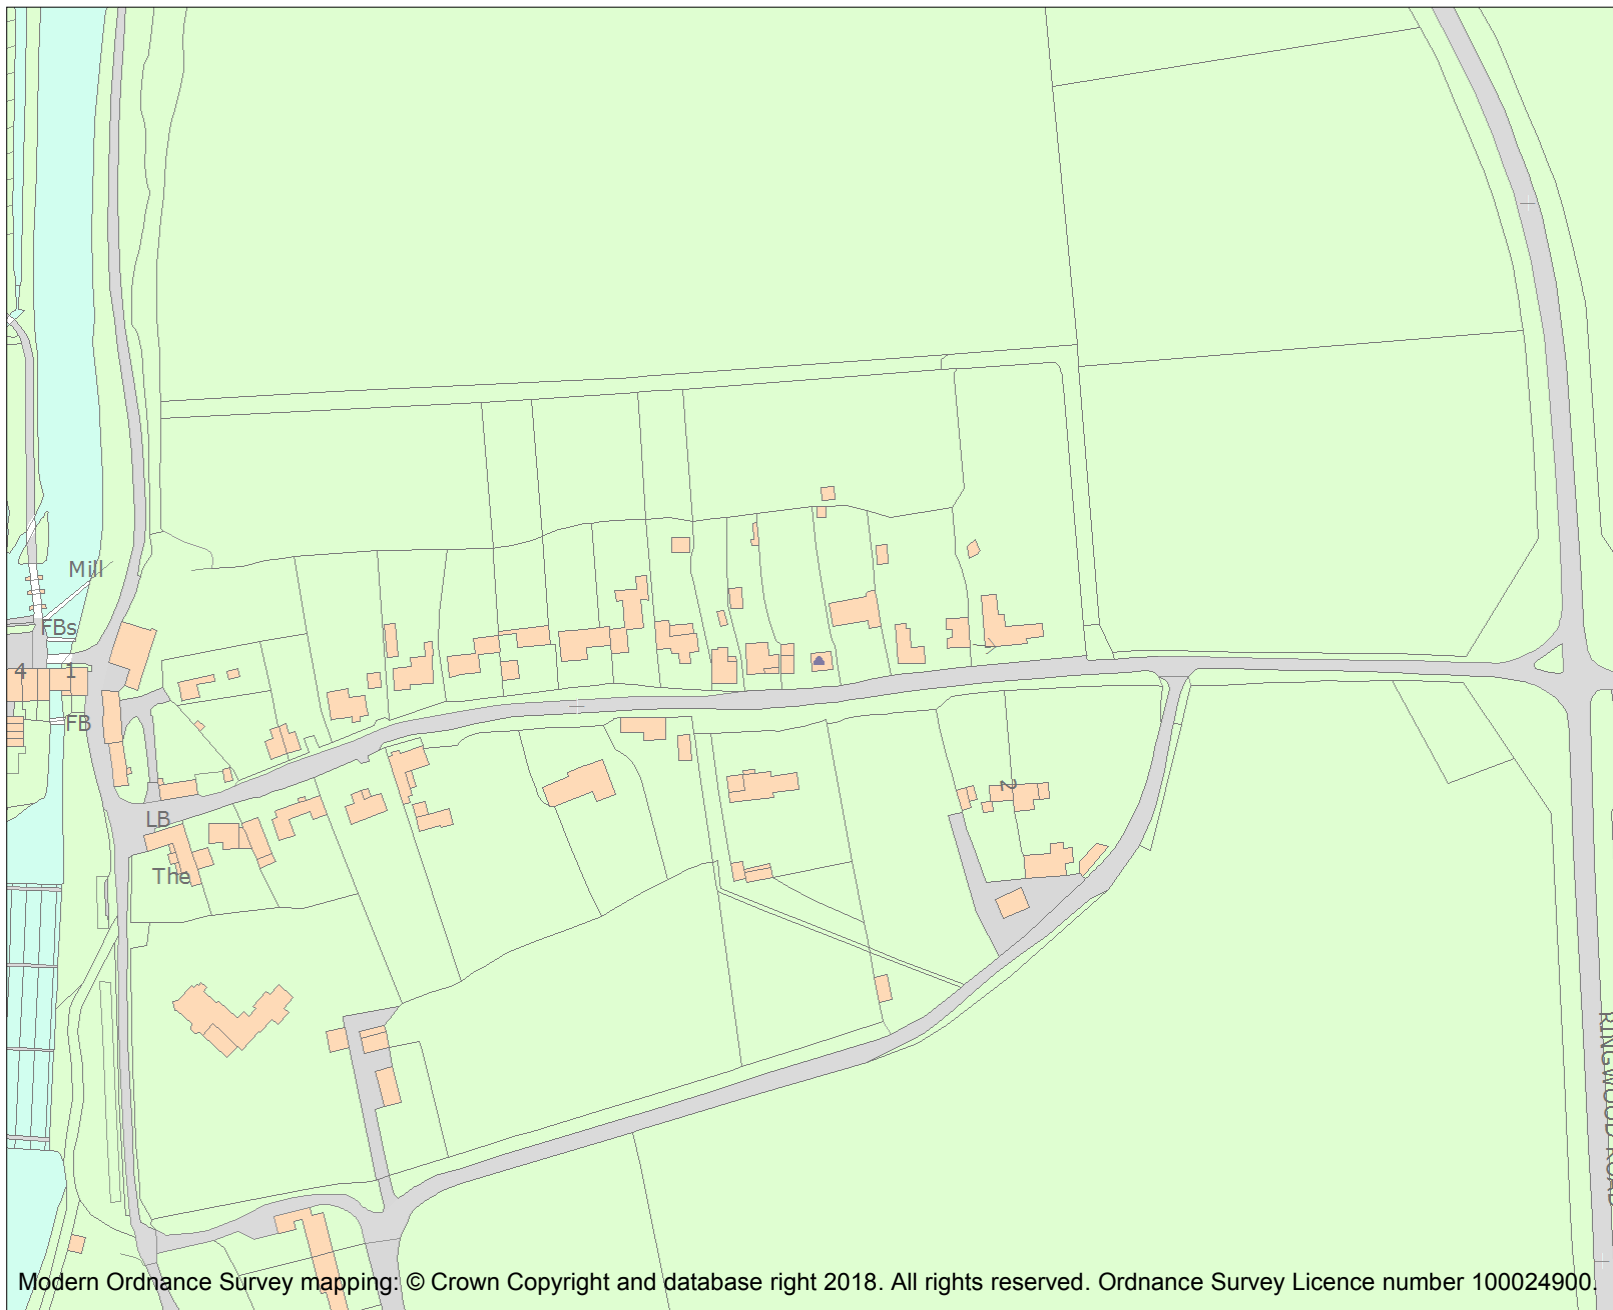 Mill
FBs
4
1
FB
7
2
LB
The
RINGWOOD ROAD
Modern Ordnance Survey mapping: © Crown Copyright and database right 2018. All rights reserved. Ordnance Survey Licence number 100024900.